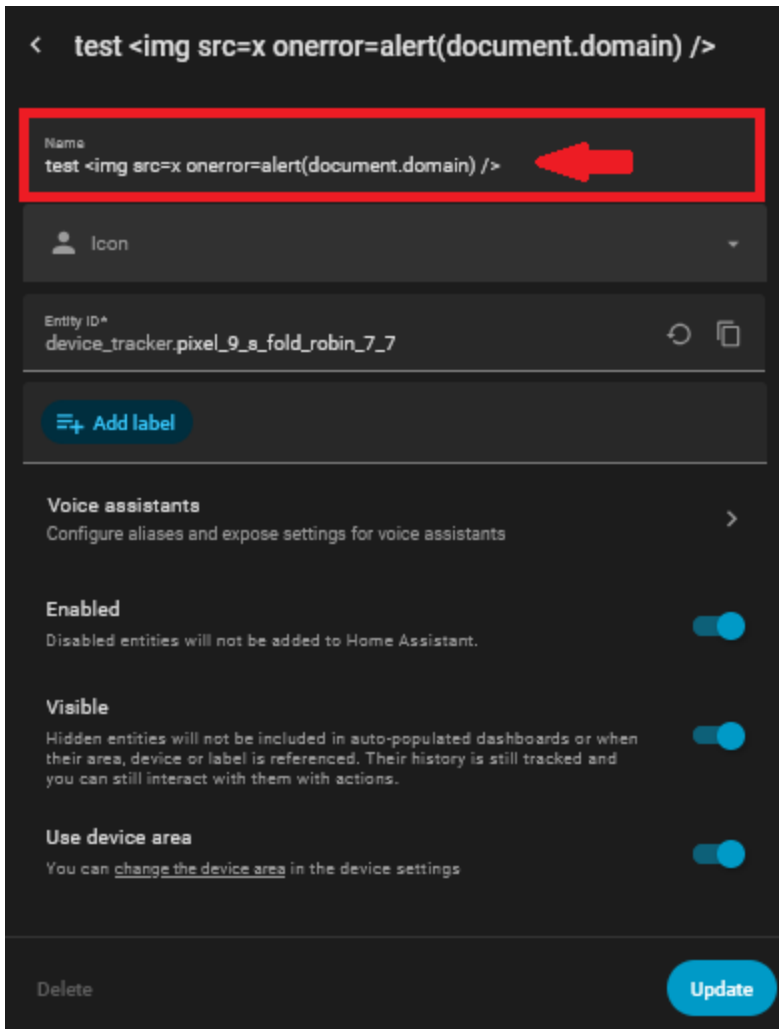 test <img src=x onerror=alert(document.domain) />
Name
test <img src=x onerror=alert(document.domain) />
Icon
Entity ID*
device_tracker.pixel_9_s_fold_robin_7_7
Add label
Voice assistants
Configure aliases and expose settings for voice assistants
Enabled
Disabled entities will not be added to Home Assistant.
Visible
Hidden entities will not be included in auto-populated dashboards or when
their area, device or label is referenced. Their history is still tracked and
you can still interact with them with actions.
Use device area
You can change the device area in the device settings
Delete
Update